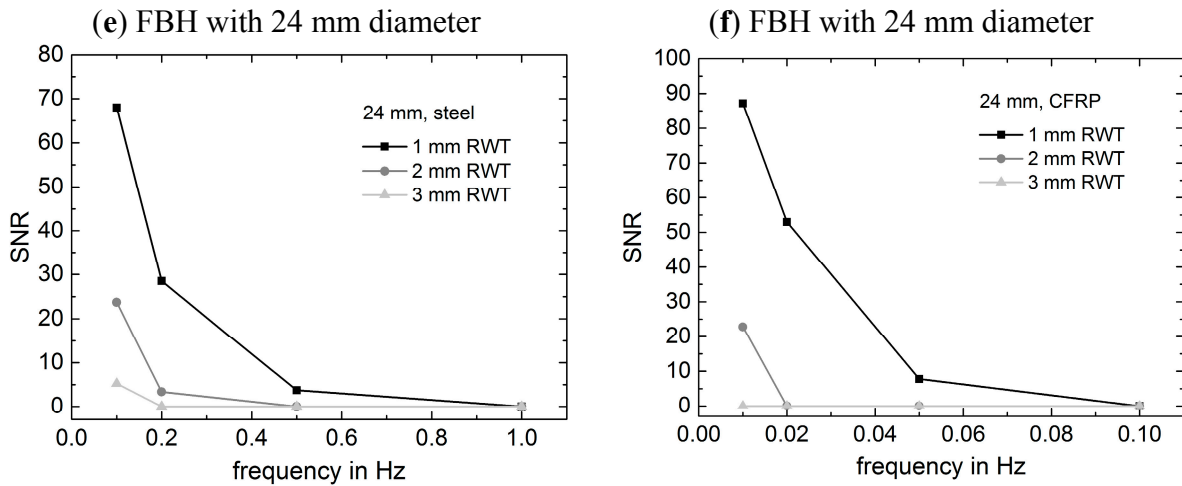 (e) FBH with 24 mm diameter
80
70
60
50
40
30
20
10
0
SNR
24 mm, steel
1 mm RWT
2 mm RWT
3 mm RWT
0.0 0.2 0.4 0.6 0.8 1.0
frequency in Hz
(f) FBH with 24 mm diameter
100
90
80
70
60
50
40
30
20
10
0
SNR
24 mm, CFRP
1 mm RWT
2 mm RWT
3 mm RWT
0.00 0.02 0.04 0.06 0.08 0.10
frequency in Hz